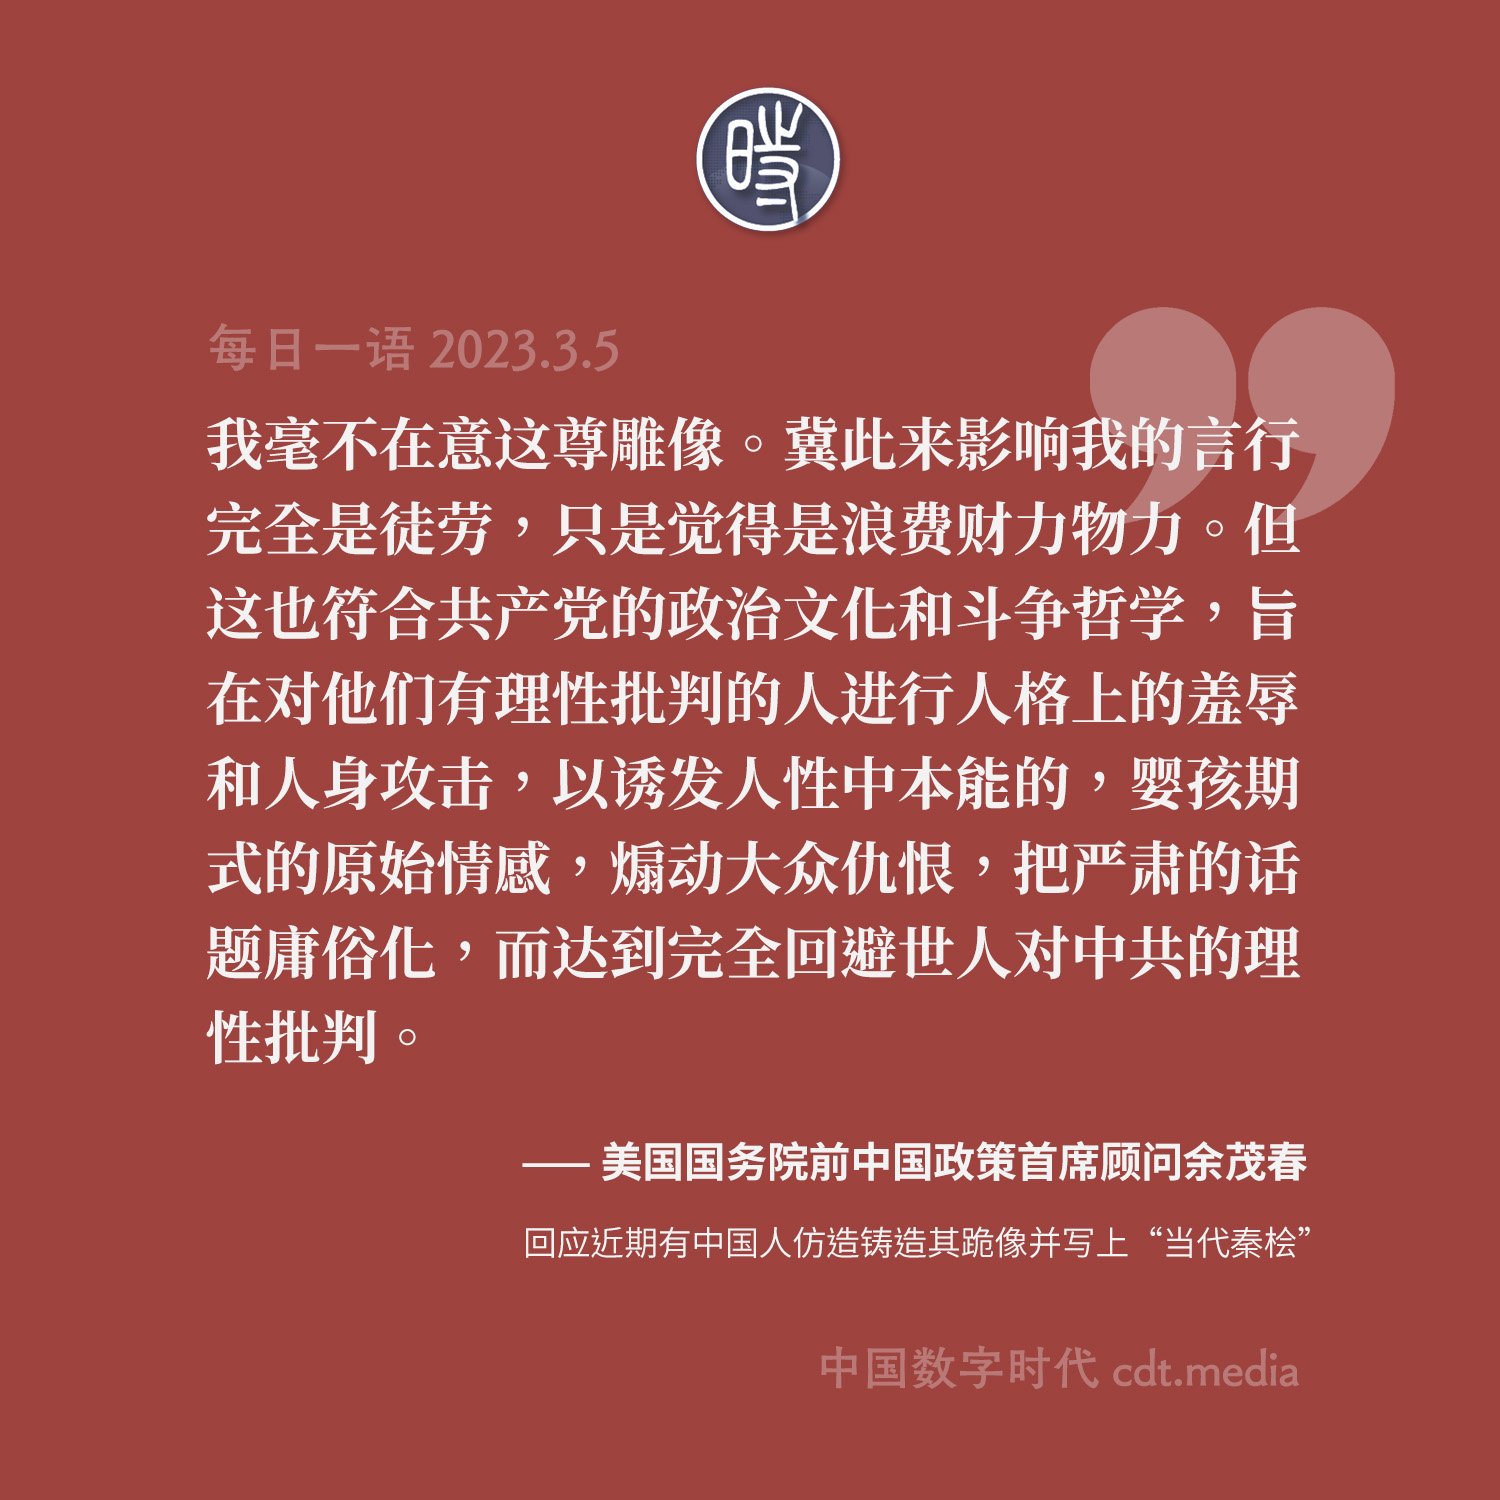 时
每日一语 2023.3.5
我毫不在意这尊雕像。冀此来影响我的言行
完全是徒劳，只是觉得是浪费财力物力。但
这也符合共产党的政治文化和斗争哲学，旨
在对他们有理性批判的人进行人格上的羞辱
和人身攻击，以诱发人性中本能的，婴孩期
式的原始情感，煽动大众仇恨，把严肃的话
题庸俗化，而达到完全回避世人对中共的理
性批判。
—— 美国国务院前中国政策首席顾问余茂春
回应近期有中国人仿造铸造其跪像并写上“当代秦桧”
中国数字时代 cdt.media